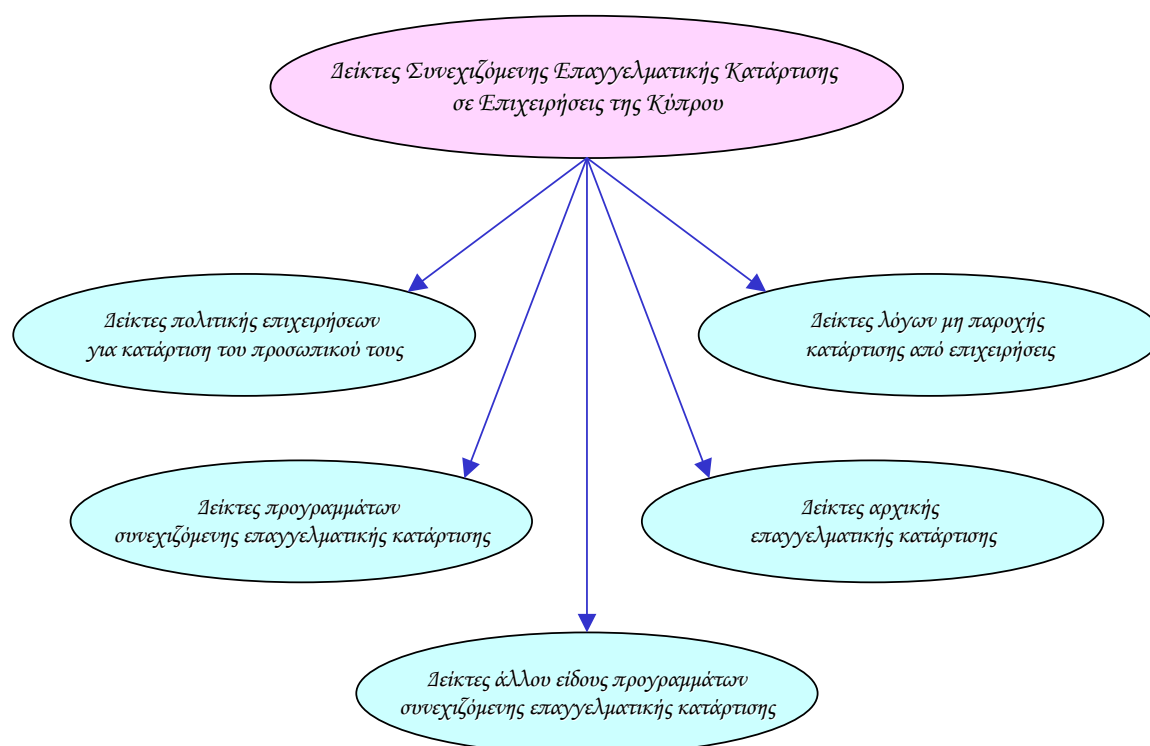 Δείκτες Συνεχιζόμενης Επαγγελματικής Κατάρτισης
σε Επιχειρήσεις της Κύπρου
Δείκτες πολιτικής επιχειρήσεων
για κατάρτιση του προσωπικού τους
Δείκτες λόγων μη παροχής
κατάρτισης από επιχειρήσεις
Δείκτες προγραμμάτων
συνεχιζόμενης επαγγελματικής κατάρτισης
Δείκτες αρχικής
επαγγελματικής κατάρτισης
Δείκτες άλλου είδους προγραμμάτων
συνεχιζόμενης επαγγελματικής κατάρτισης